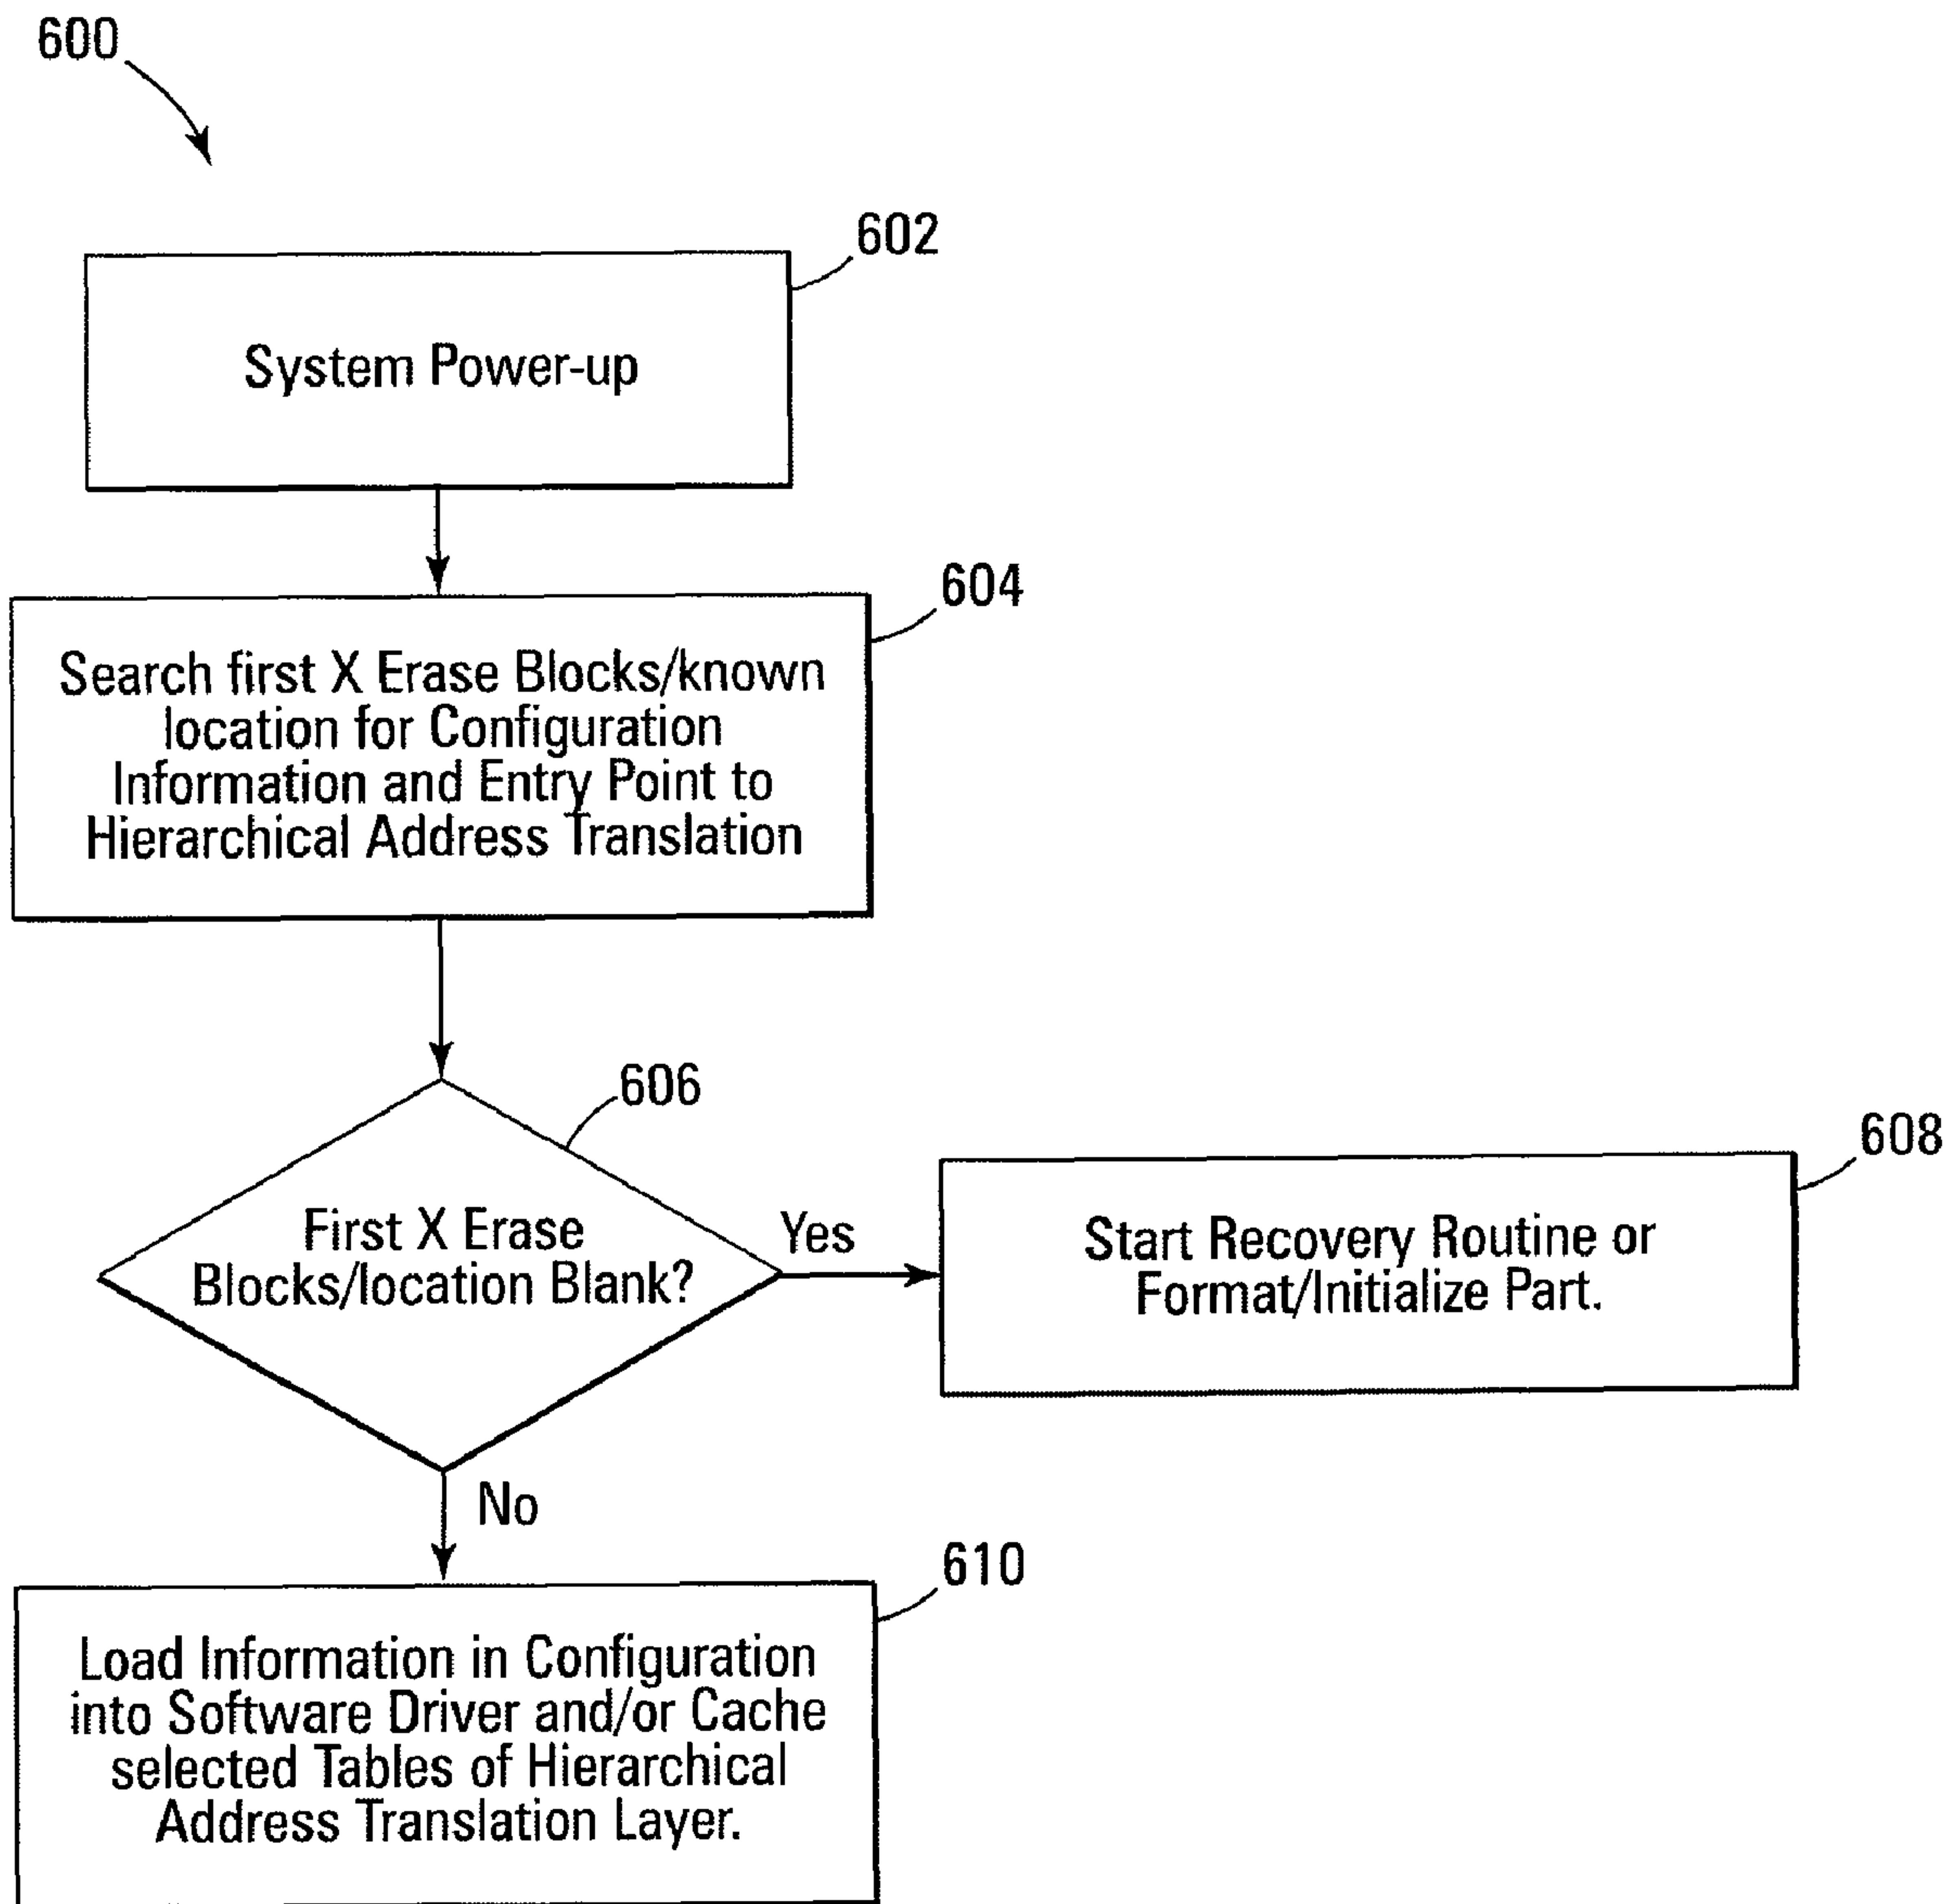 600
602
System Power-up
604
Search first X Erase Blocks/known
location for Configuration
Information and Entry Point to
Hierarchical Address Translation
606
First X Erase
Blocks/location Blank?
Yes
608
Start Recovery Routine or
Format/Initialize Part.
No
610
Load Information in Configuration
into Software Driver and/or Cache
selected Tables of Hierarchical
Address Translation Layer.